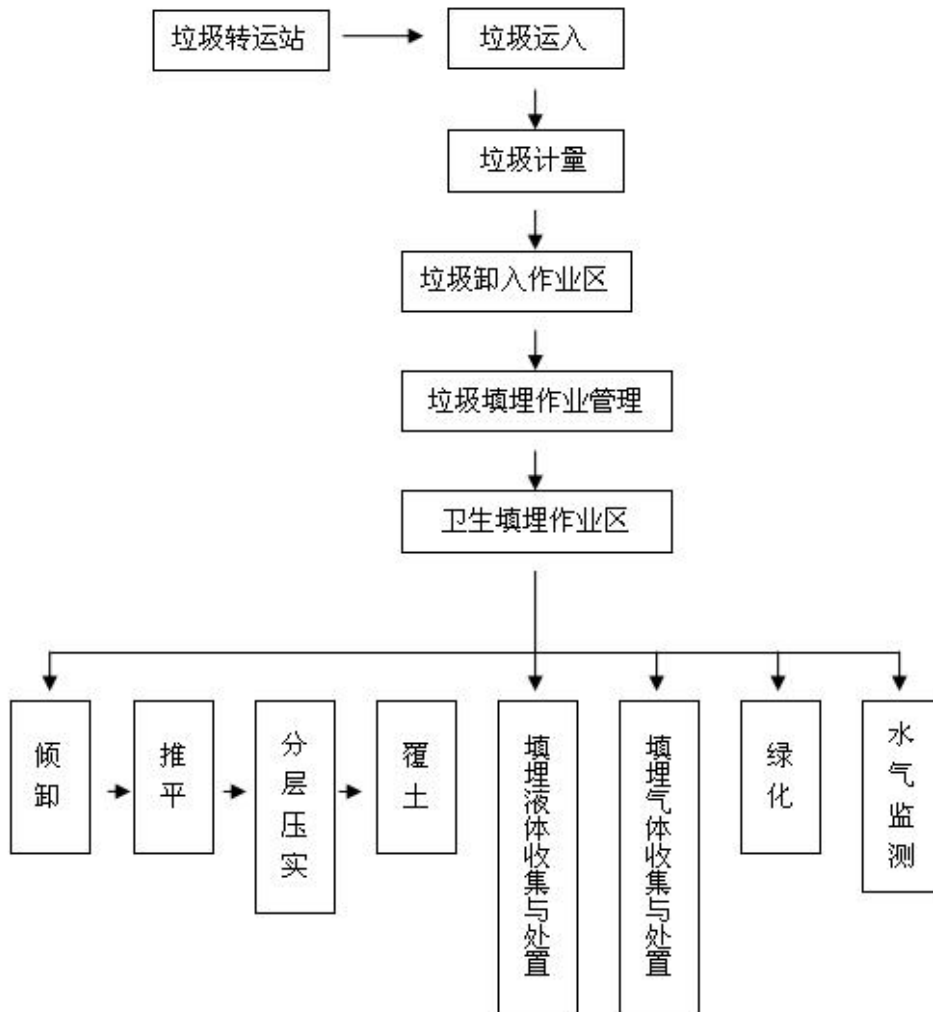 垃圾转运站
垃圾运入
垃圾计量
垃圾卸入作业区
垃圾填埋作业管理
卫生填埋作业区
倾卸
推平
分层压实
覆土
填埋液体收集与处置
填埋气体收集与处置
绿化
水气监测